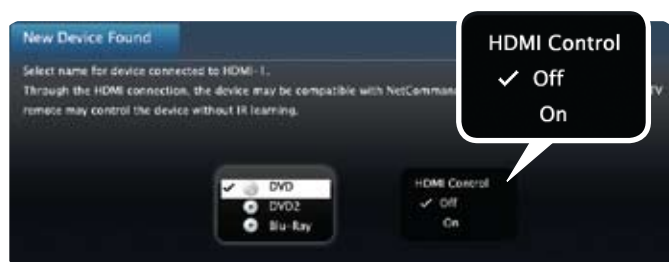 New Device Found
Select name for device connected to HDMI-1.
Through the HDMI connection, the device may be compatible with NetCommand
TV
remote may control the device without IR learning.
HDMI Control
✓ Off
On
✓ DVD
DVD2
Blu-Ray
HDMI Control
✓ Off
On